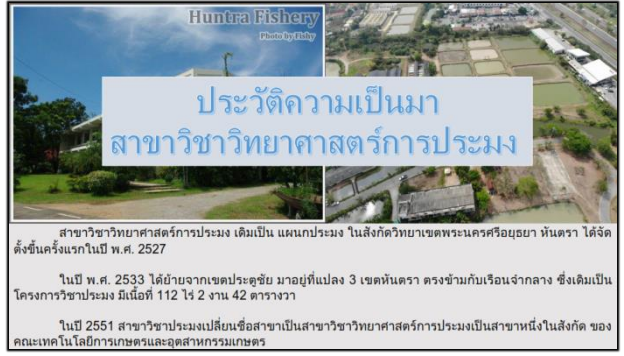 Huntra Fishery
Photo by Fishy
ประวัติความเป็นมา
สาขาวิชาวิทยาศาสตร์การประมง
สาขาวิชาวิทยาศาสตร์การประมง เดิมเป็น แผนกประมง ในสังกัดวิทยาเขตพระนครศรีอยุธยา หันตรา ได้จัด
ตั้งขึ้นครั้งแรกในปี พ.ศ. 2527
ในปี พ.ศ. 2533 ได้ย้ายจากเขตประตูชัย มาอยู่ที่แปลง 3 เขตหันตรา ตรงข้ามกับเรือนจำกลาง ซึ่งเดิมเป็น
โครงการวิชาประมง มีเนื้อที่ 112 ไร่ 2 งาน 42 ตารางวา
ในปี 2551 สาขาวิชาประมงเปลี่ยนชื่อสาขาเป็นสาขาวิชาวิทยาศาสตร์การประมงเป็นสาขาหนึ่งในสังกัด ของ
คณะเทคโนโลยีการเกษตรและอุตสาหกรรมเกษตร